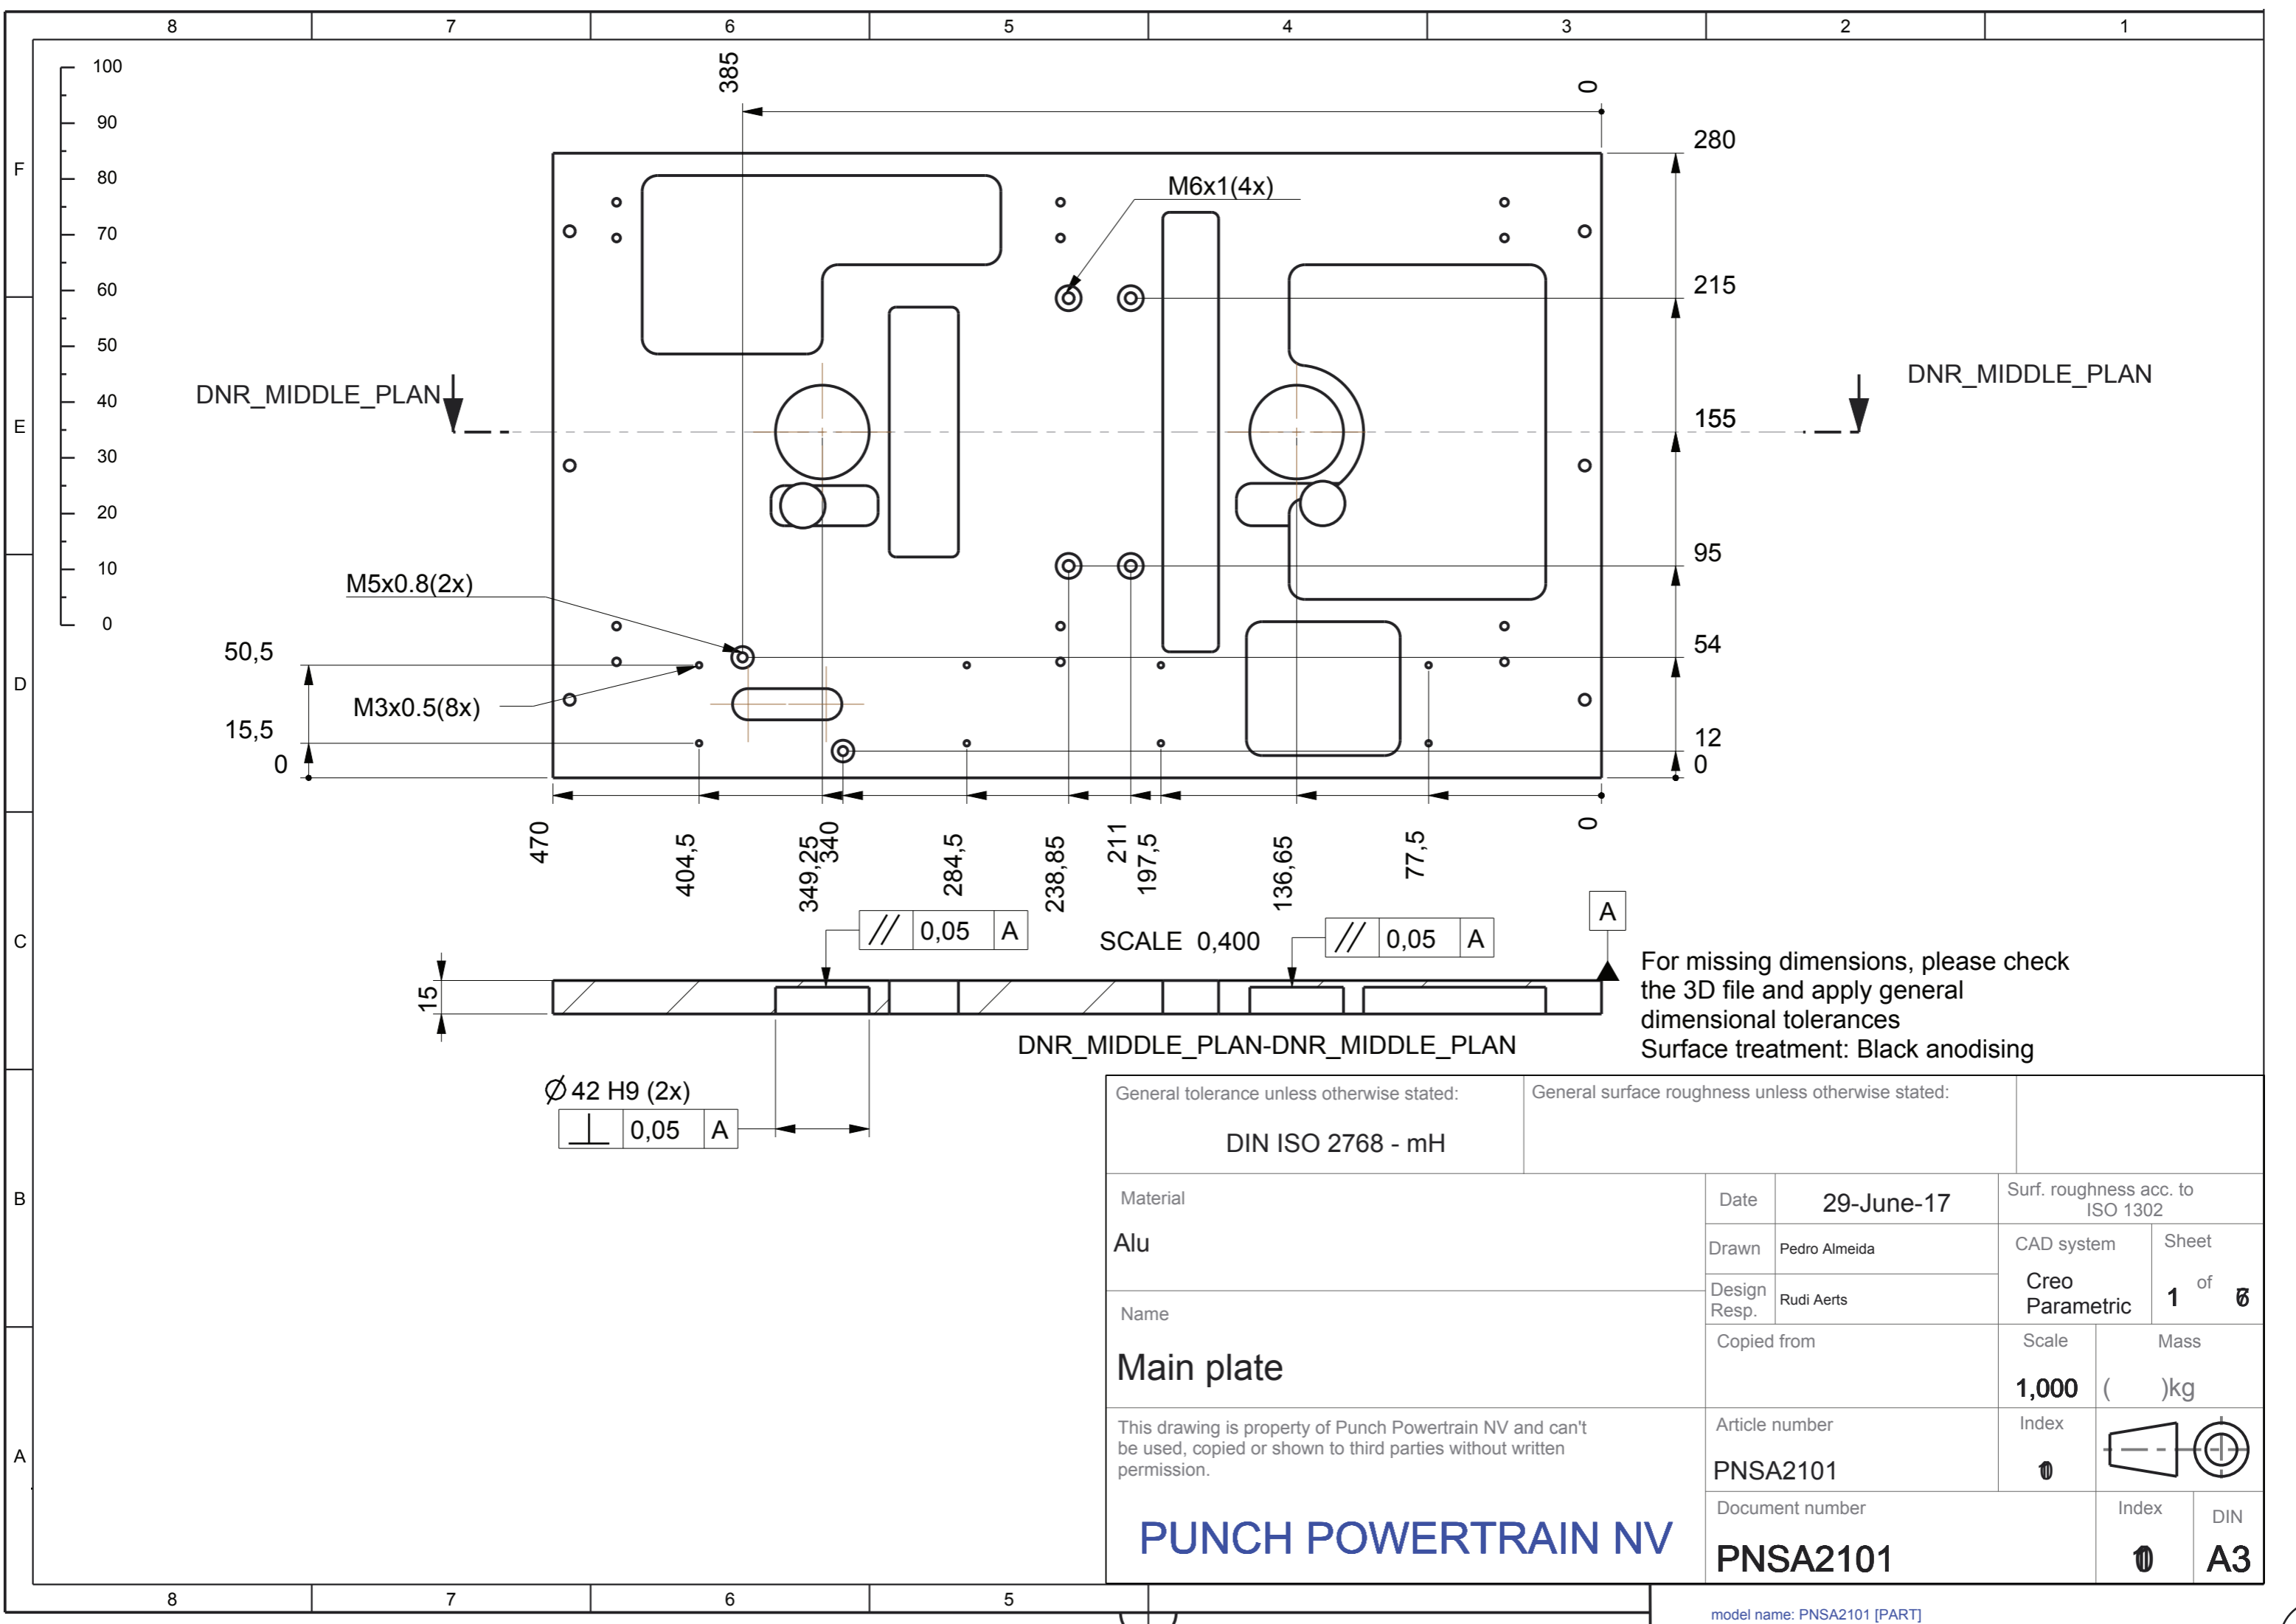 8 7 6 5 4 3 2 1
F
E
D
C
B
A
100
90
80
70
60
50
40
30
20
10
0
385
0
280
215
155
95
54
12
0
M6x1(4x)
DNR_MIDDLE_PLAN
DNR_MIDDLE_PLAN
M5x0.8(2x)
50,5
M3x0.5(8x)
15,5
0
470
404,5
349,25
340
284,5
238,85
211
197,5
136,65
77,5
0
// 0,05 A
SCALE 0,400
// 0,05 A
A
15
DNR_MIDDLE_PLAN-DNR_MIDDLE_PLAN
For missing dimensions, please check
the 3D file and apply general
dimensional tolerances
Surface treatment: Black anodising
Ø 42 H9 (2x)
⊥ 0,05 A
General tolerance unless otherwise stated:
DIN ISO 2768 - mH
General surface roughness unless otherwise stated:
Material
Alu
Date 29-June-17
Surf. roughness acc. to
ISO 1302
Drawn Pedro Almeida
Design
Resp. Rudi Aerts
CAD system
Creo
Parametric
Sheet
1 of
Name
Main plate
Copied from
Scale
1,000
Mass
( )kg
This drawing is property of Punch Powertrain NV and can't
be used, copied or shown to third parties without written
permission.
PUNCH POWERTRAIN NV
Article number
PNSA2101
Index
Document number
PNSA2101
Index
DIN
A3
8 7 6 5
model name: PNSA2101 [PART]